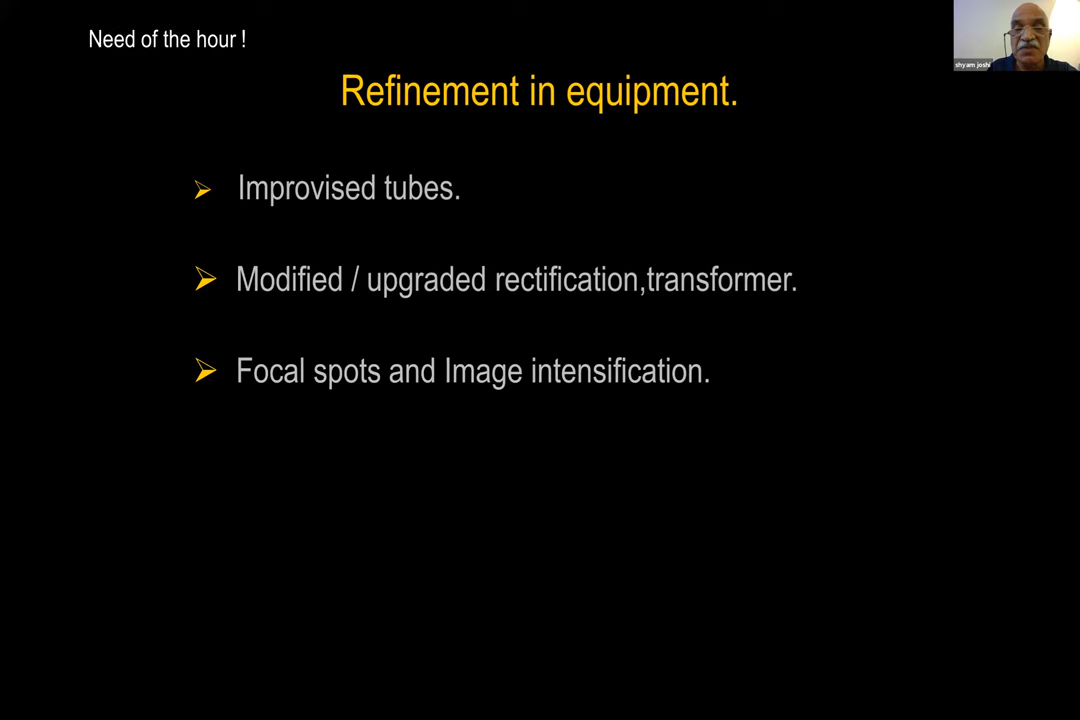 Need of the hour !
shyam joshi
Refinement in equipment.
Improvised tubes.
Modified / upgraded rectification,transformer.
Focal spots and Image intensification.